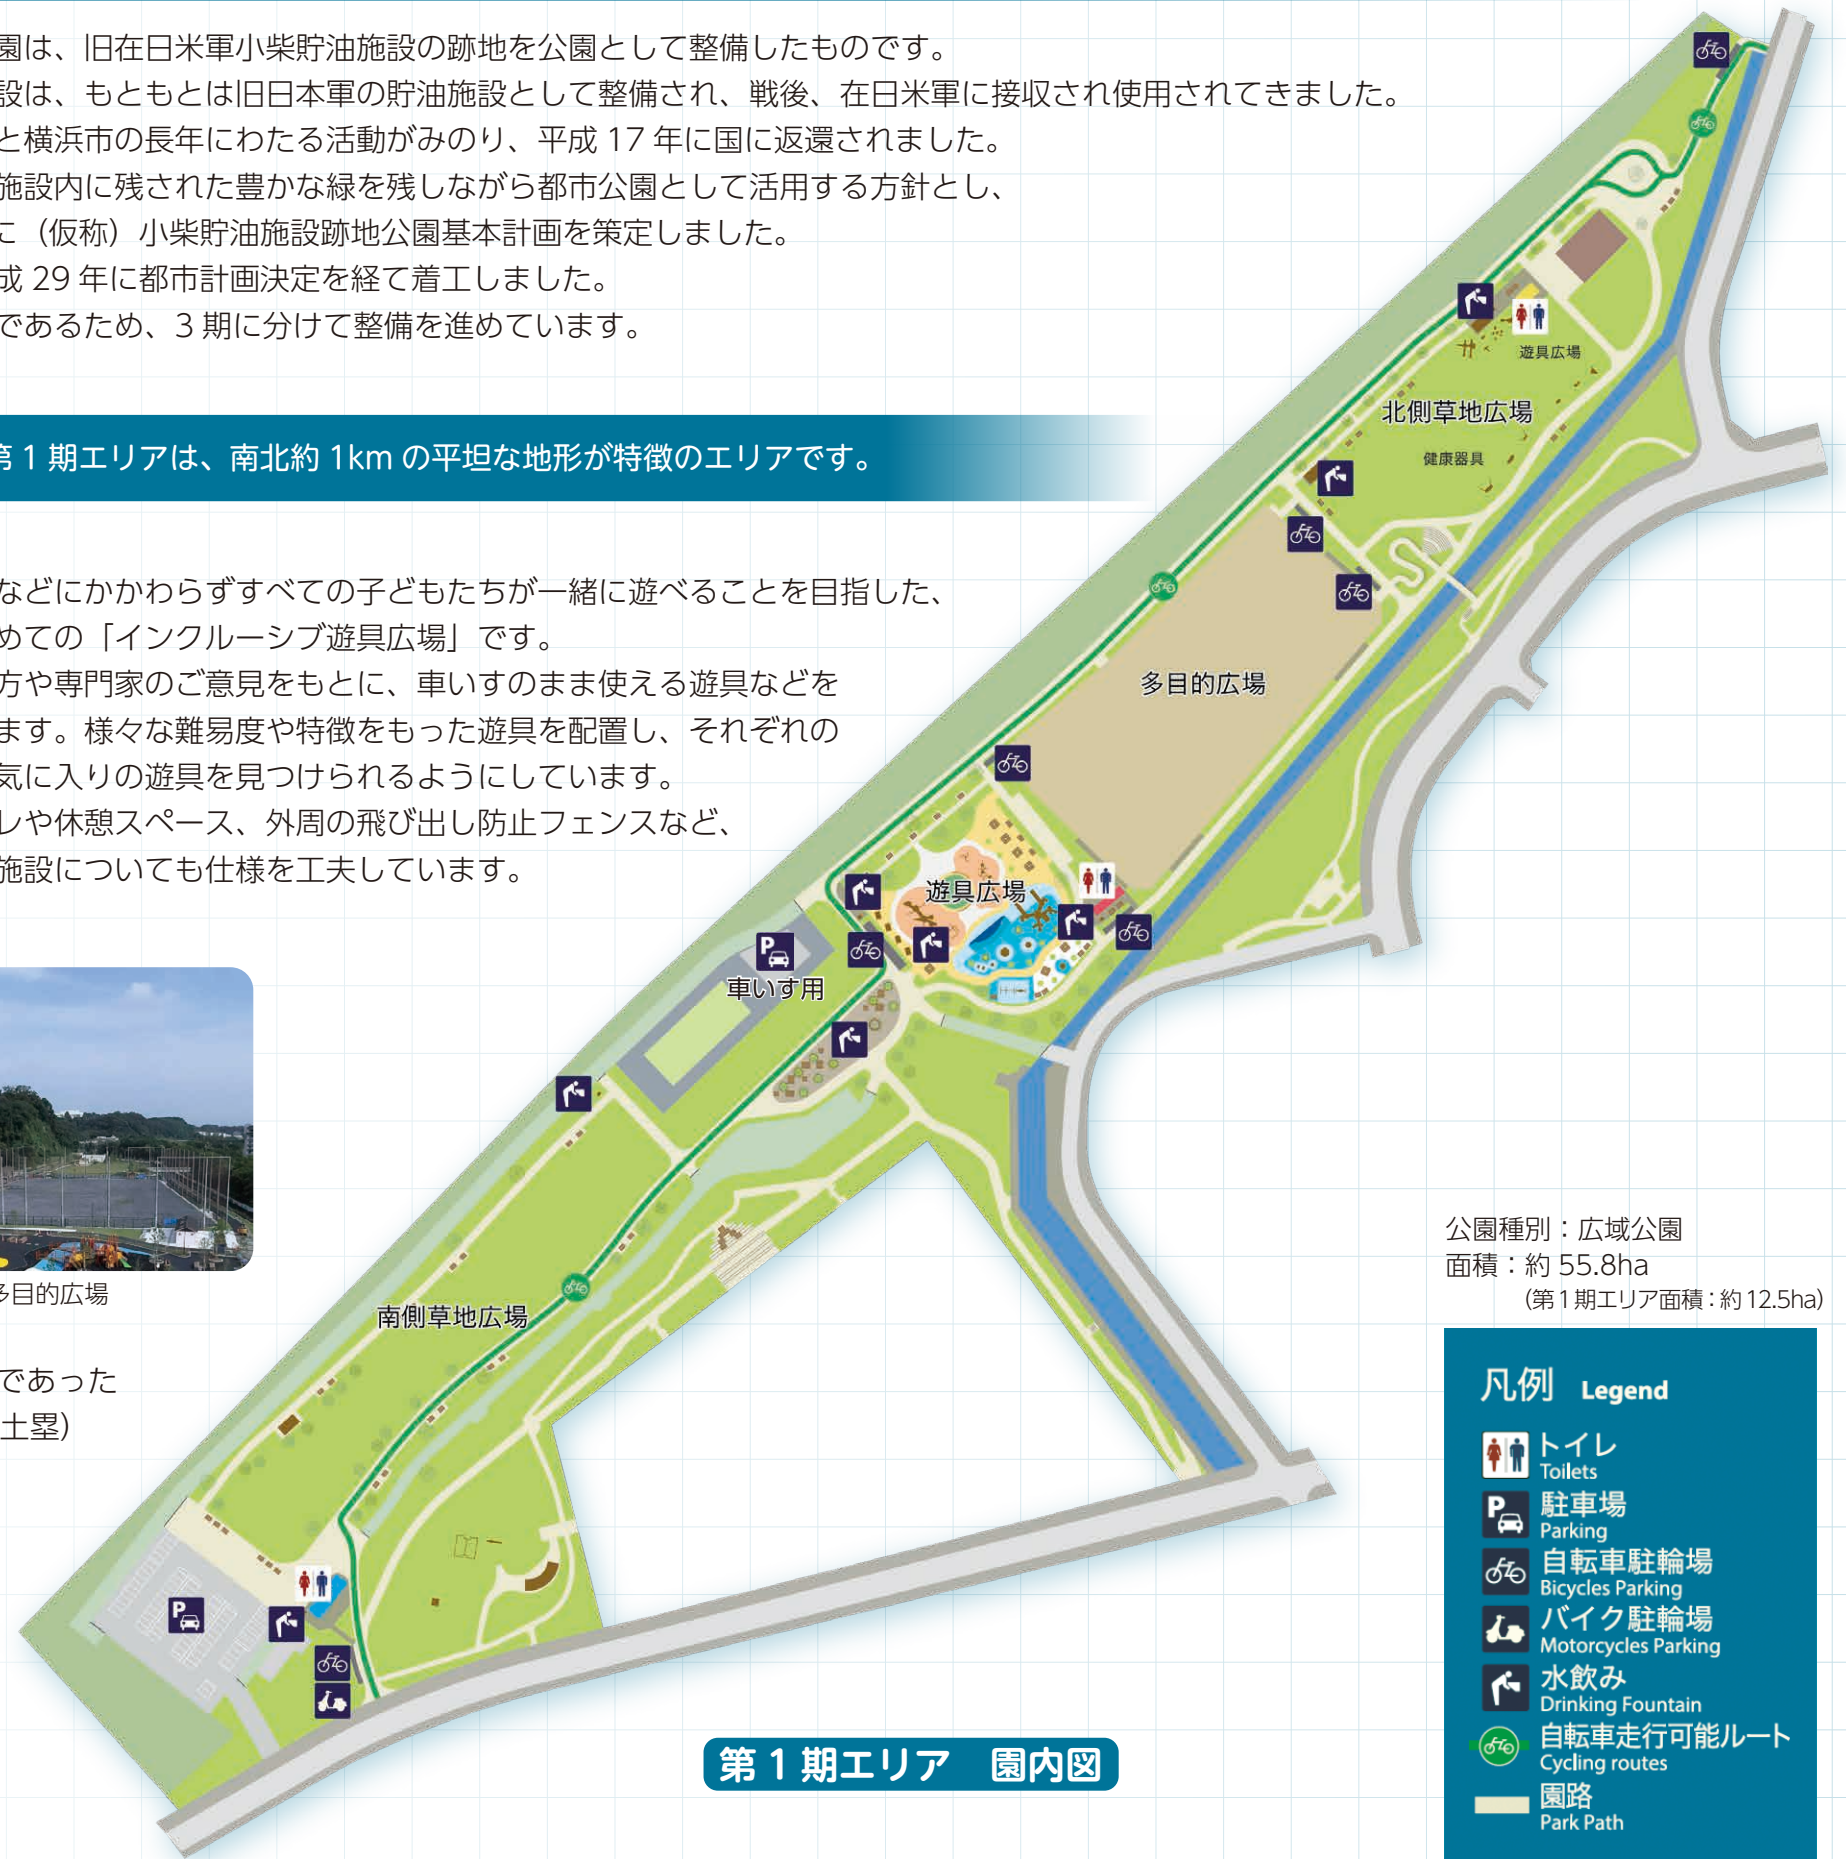 園は、旧在日米軍小柴貯油施設の跡地を公園として整備したものです。
設は、もともとは旧日本軍の貯油施設として整備され、戦後、在日米軍に接収され使用されてきました。
と横浜市の長年にわたる活動がみのり、平成 17 年に国に返還されました。
施設内に残された豊かな緑を残しながら都市公園として活用する方針とし、
に（仮称）小柴貯油施設跡地公園基本計画を策定しました。
成 29 年に都市計画決定を経て着工しました。
であるため、3 期に分けて整備を進めています。
第 1 期エリアは、南北約 1km の平坦な地形が特徴のエリアです。
などにかかわらずすべての子どもたちが一緒に遊べることを目指した、
めての「インクルーシブ遊具広場」です。
方や専門家のご意見をもとに、車いすのまま使える遊具などを
ます。様々な難易度や特徴をもった遊具を配置し、それぞれの
気に入りの遊具を見つけられるようにしています。
レや休憩スペース、外周の飛び出し防止フェンスなど、
施設についても仕様を工夫しています。
多目的広場
であった
土塁）
遊具広場
北側草地広場
健康器具
多目的広場
遊具広場
P
車いす用
南側草地広場
P
第 1 期エリア　園内図
公園種別：広域公園
面積：約 55.8ha
（第1期エリア面積：約12.5ha）
凡例 Legend
トイレ
Toilets
P 駐車場
Parking
自転車駐輪場
Bicycles Parking
バイク駐輪場
Motorcycles Parking
水飲み
Drinking Fountain
自転車走行可能ルート
Cycling routes
園路
Park Path